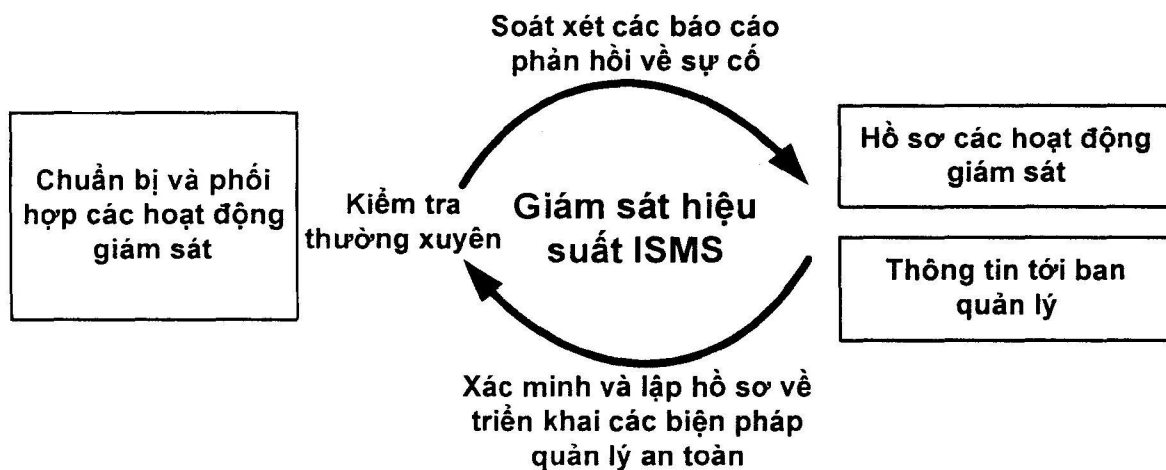 Soát xét các báo cáo
phản hồi về sự cố
Chuẩn bị và phối
hợp các hoạt động
giám sát
Kiểm tra
thường xuyên
Giám sát hiệu
suất ISMS
Hồ sơ các hoạt động
giám sát
Thông tin tới ban
quản lý
Xác minh và lập hồ sơ về
triển khai các biện pháp
quản lý an toàn